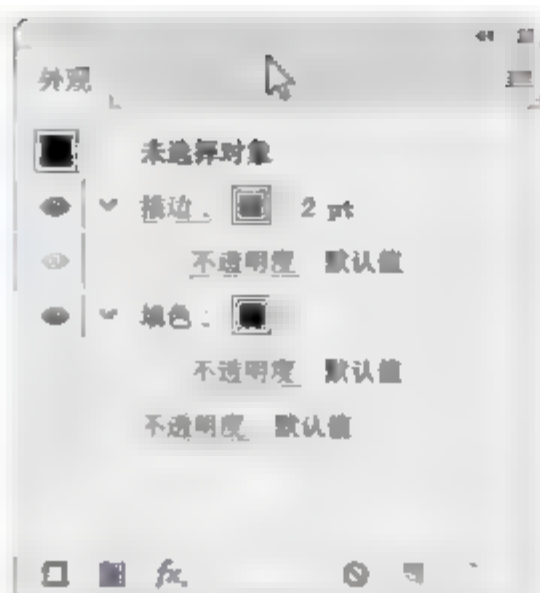 外观
未选择对象
描边： 2 pt
不透明度 默认值
填色：
不透明度 默认值
不透明度 默认值
fx.